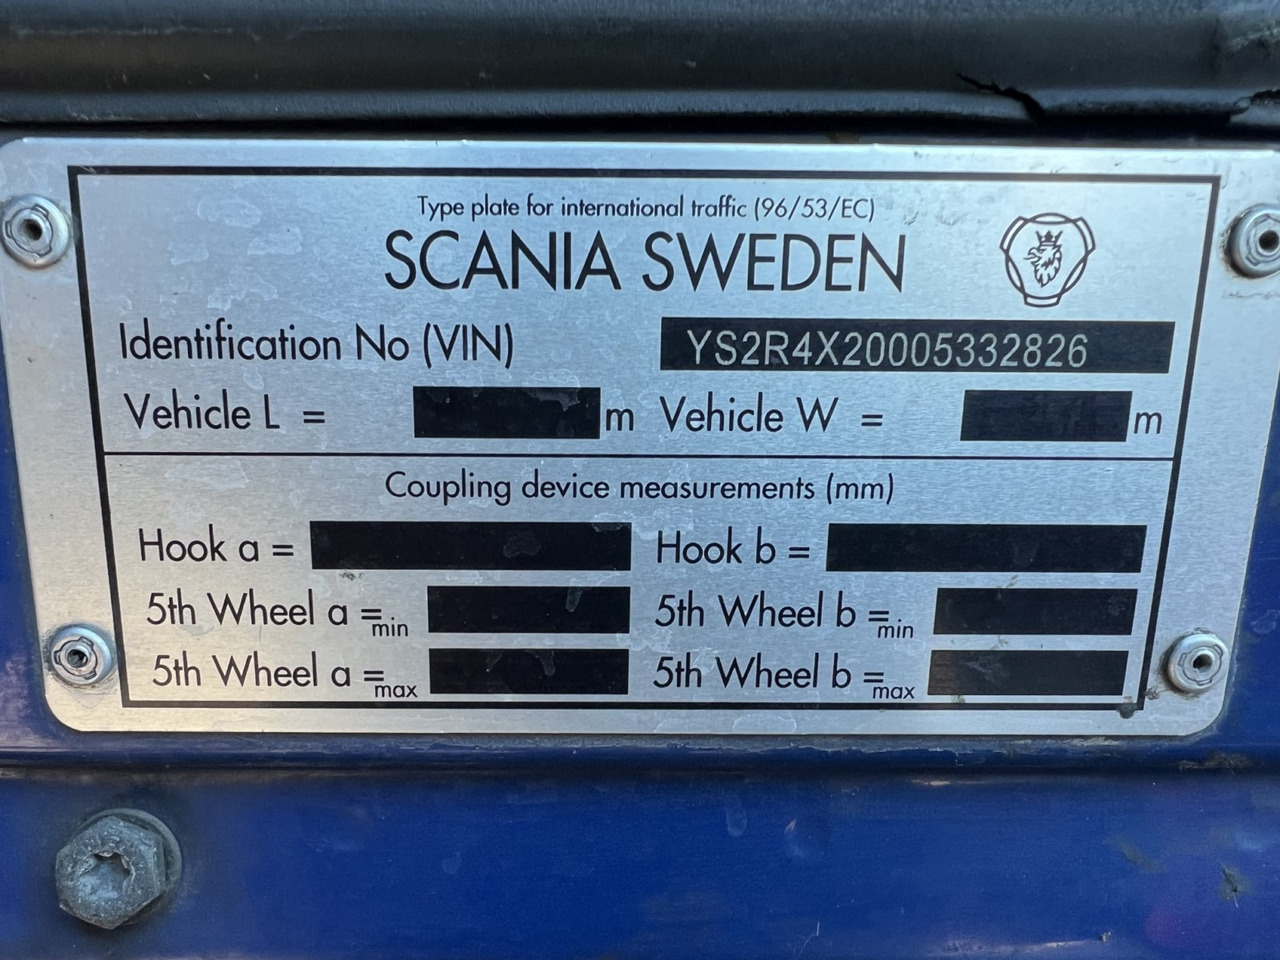 Type plate for international traffic (96/53/EC)
SCANIA SWEDEN
Identification No (VIN) YS2R4X20005332826
Vehicle L = m Vehicle W = m
Coupling device measurements (mm)
Hook a = Hook b =
5th Wheel a =min 5th Wheel b =min
5th Wheel a =max 5th Wheel b =max